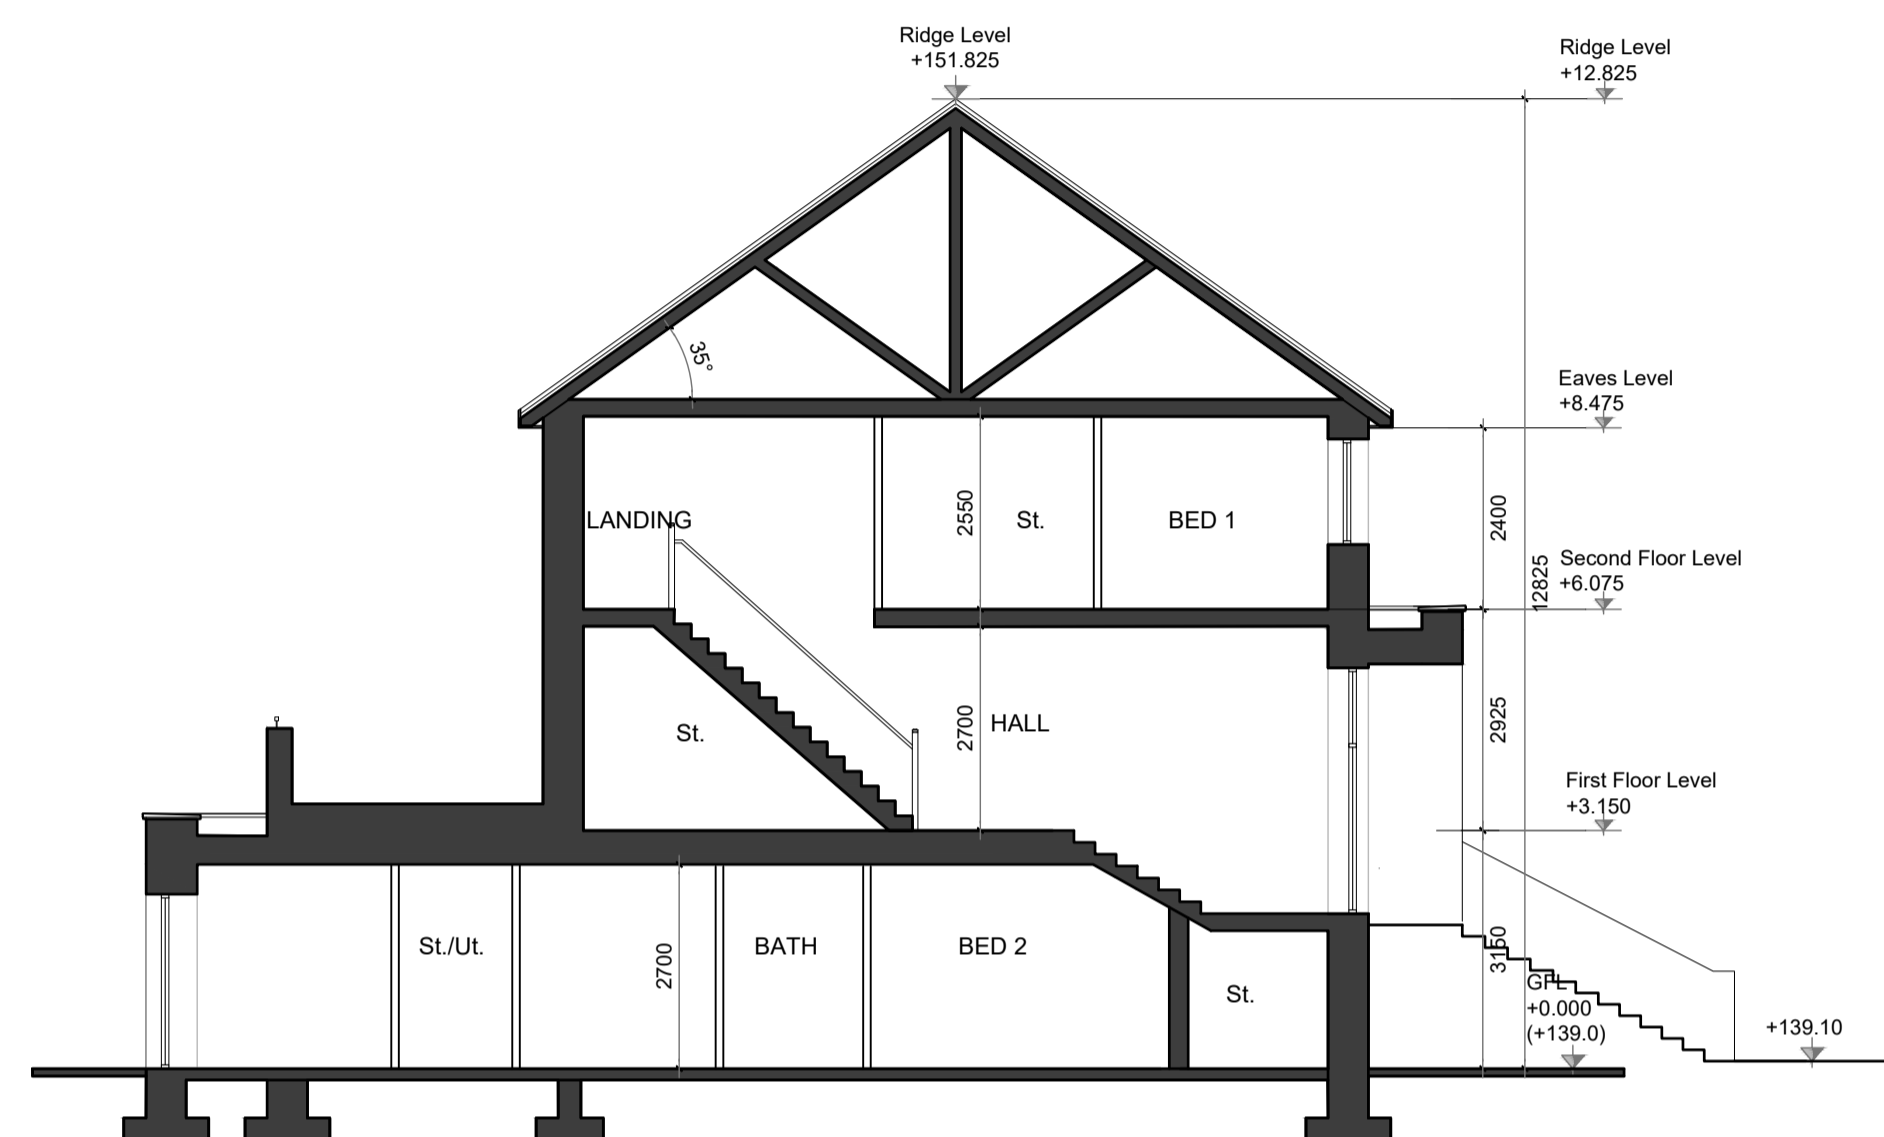 Ridge Level
+151.825
Ridge Level
+12.825
35°
Eaves Level
+8.475
LANDING
2550
St.
BED 1
2400
12825
Second Floor Level
+6.075
St.
2700
HALL
2925
First Floor Level
+3.150
St./Ut.
2700
BATH
BED 2
St.
3150
GFL
+0.000
(+139.0)
+139.10